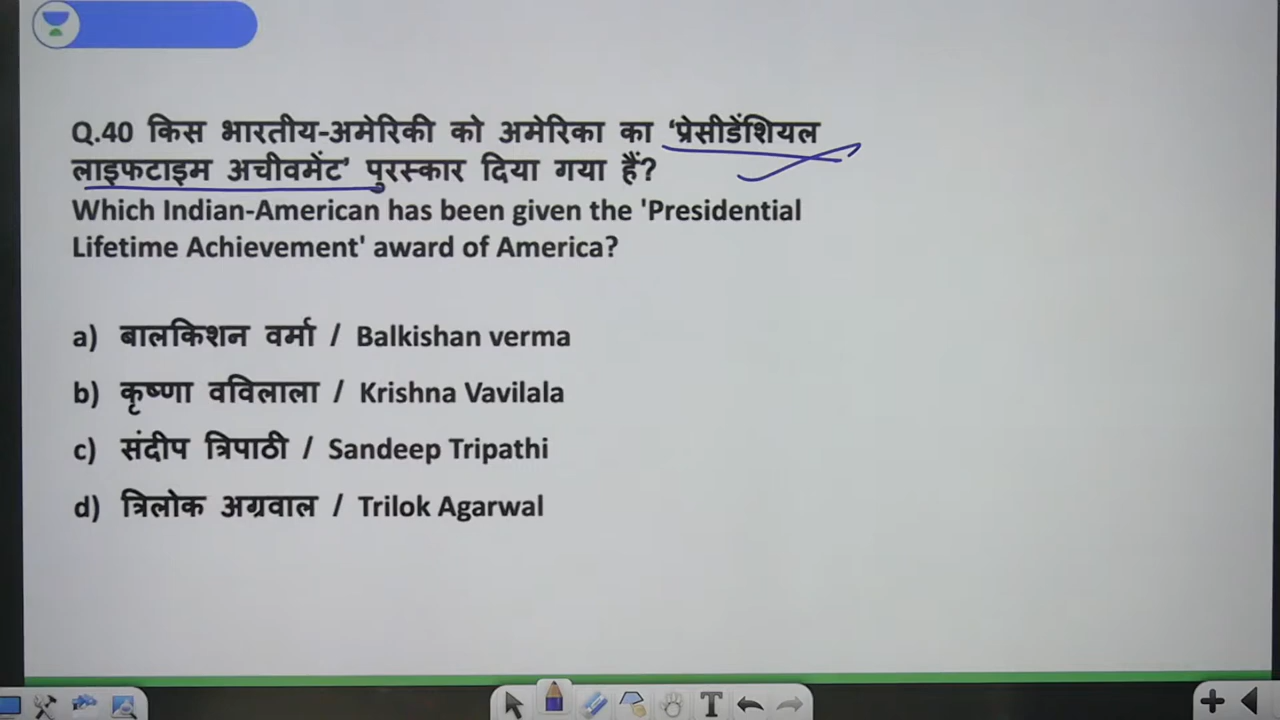 Q.40 किस भारतीय-अमेरिकी को अमेरिका का 'प्रेसीडेंशियल
लाइफटाइम अचीवमेंट' पुरस्कार दिया गया हैं?
Which Indian-American has been given the 'Presidential
Lifetime Achievement' award of America?
a) बालकिशन वर्मा / Balkishan verma
b) कृष्णा वविलाला / Krishna Vavilala
c) संदीप त्रिपाठी / Sandeep Tripathi
d) त्रिलोक अग्रवाल / Trilok Agarwal
T